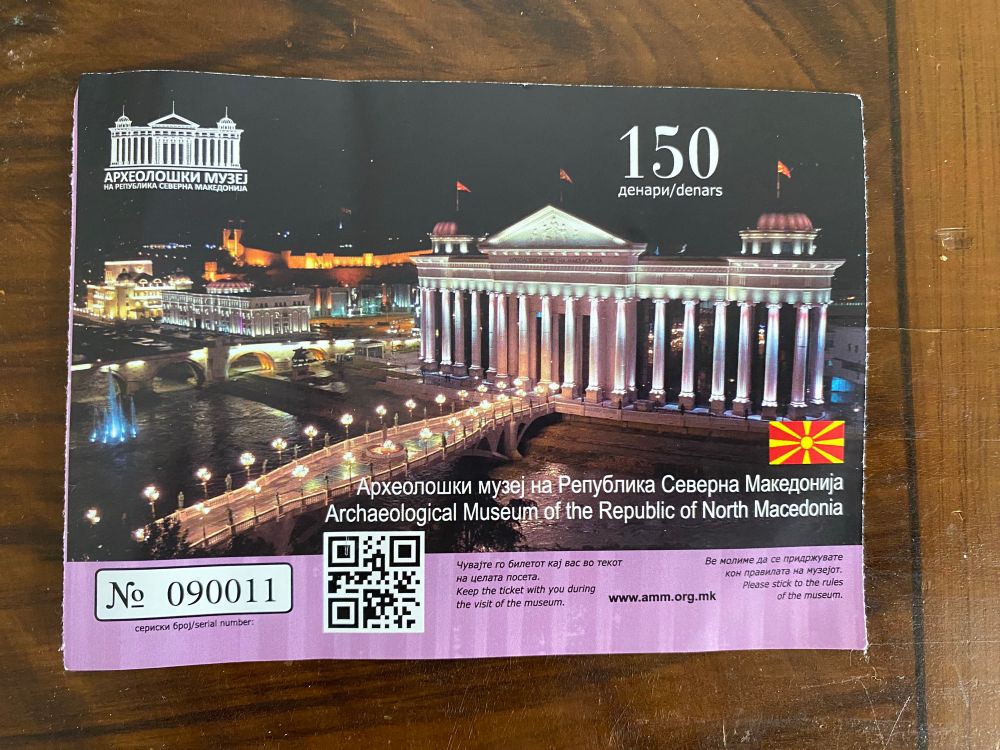 АРХЕОЛОШКИ МУЗЕЈ
НА РЕПУБЛИКА СЕВЕРНА МАКЕДОНИЈА
150
денари/denars
Археолошки музеј на Република Северна Македонија
Archaeological Museum of the Republic of North Macedonia
№ 090011
сериски број/serial number:
Чувајте го билетот кај вас во текот
на целата посета.
Keep the ticket with you during
the visit of the museum.
www.amm.org.mk
Ве молиме да се придржувате
кон правилата на музејот.
Please stick to the rules
of the museum.